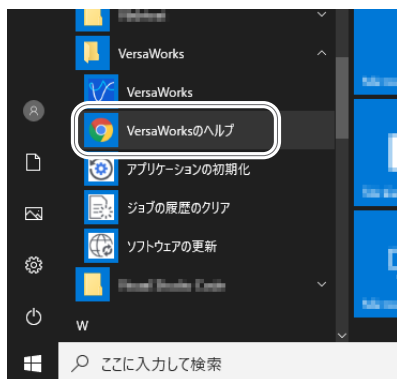 VersaWorks
VersaWorks
VersaWorksのヘルプ
アプリケーションの初期化
ジョブの履歴のクリア
ソフトウェアの更新
W
ここに入力して検索